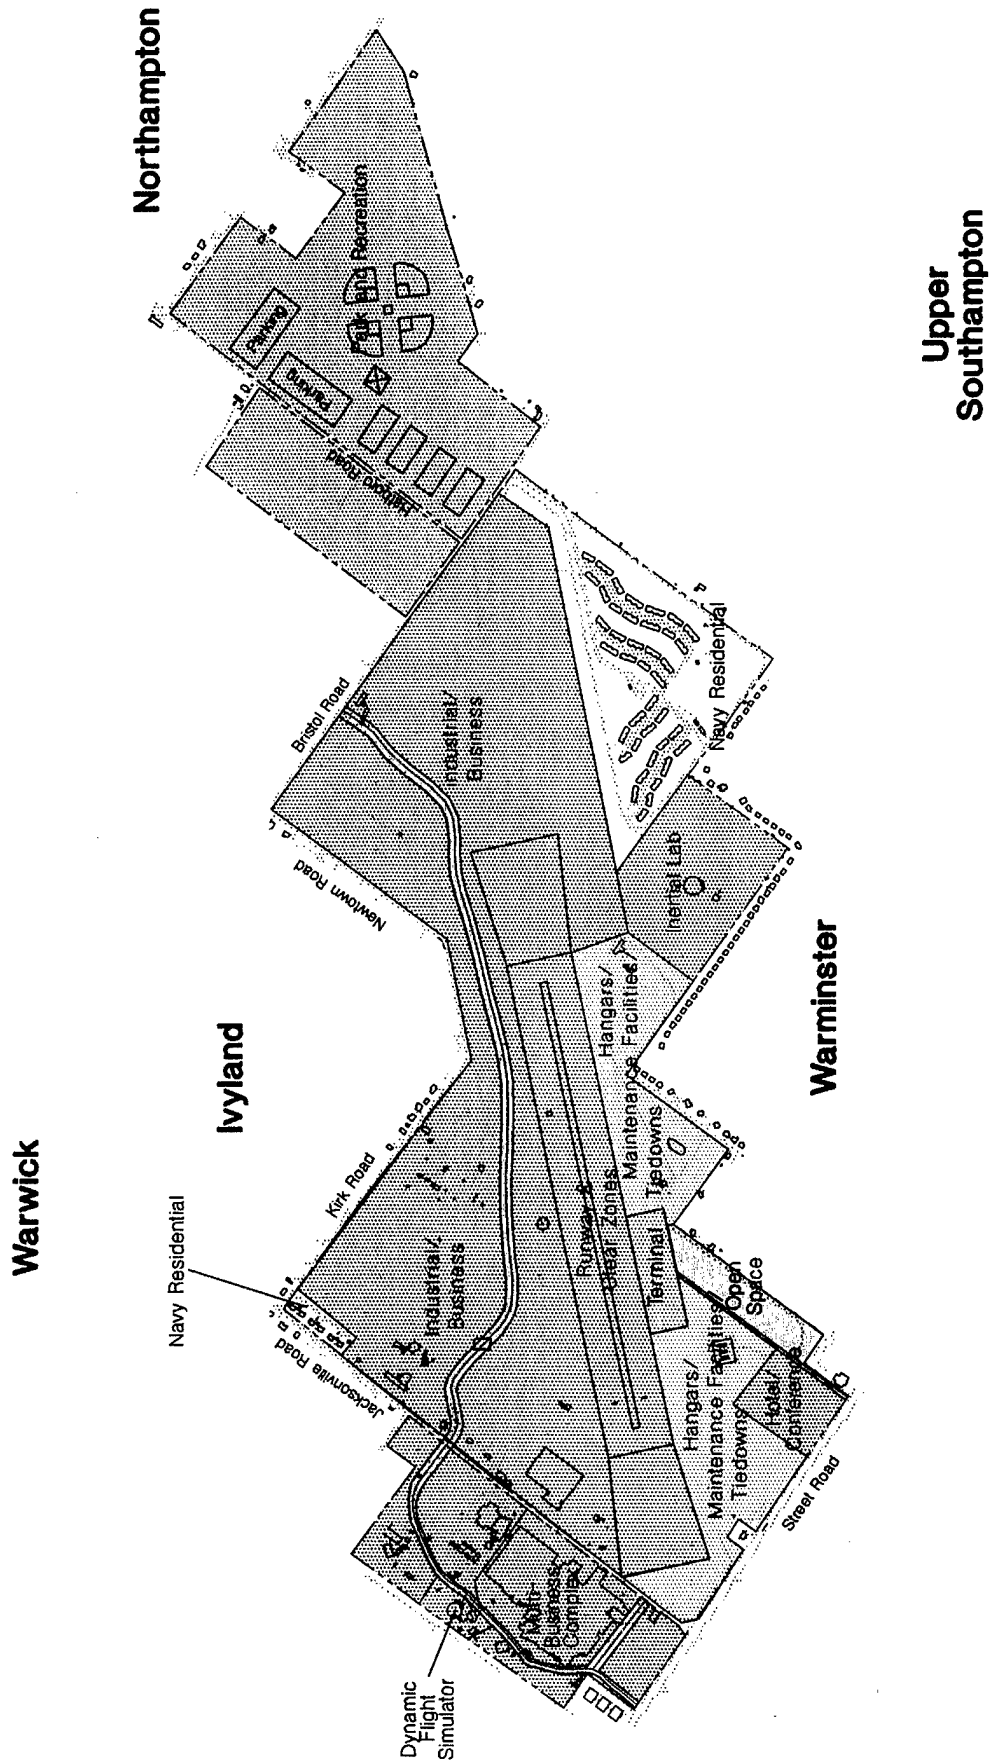 Warwick
Northampton
Ivyland
Upper
Southampton
Warminster
Navy Residential
Kirk Road
Jacksonville Road
Newtown Road
Bristol Road
Hatboro Road
Parking
Parking
Park and Recreation
Industrial/
Business
Industrial/
Business
Navy Residential
Inertial Lab
Hangars/
Maintenance Facilities/
Tiedowns
Runway &
Clear Zones
Terminal
Open
Space
Hangars/
Maintenance Facilities/
Tiedowns
Hotel/
Conference
Street Road
Multi-
Business
Complex
Dynamic
Flight
Simulator